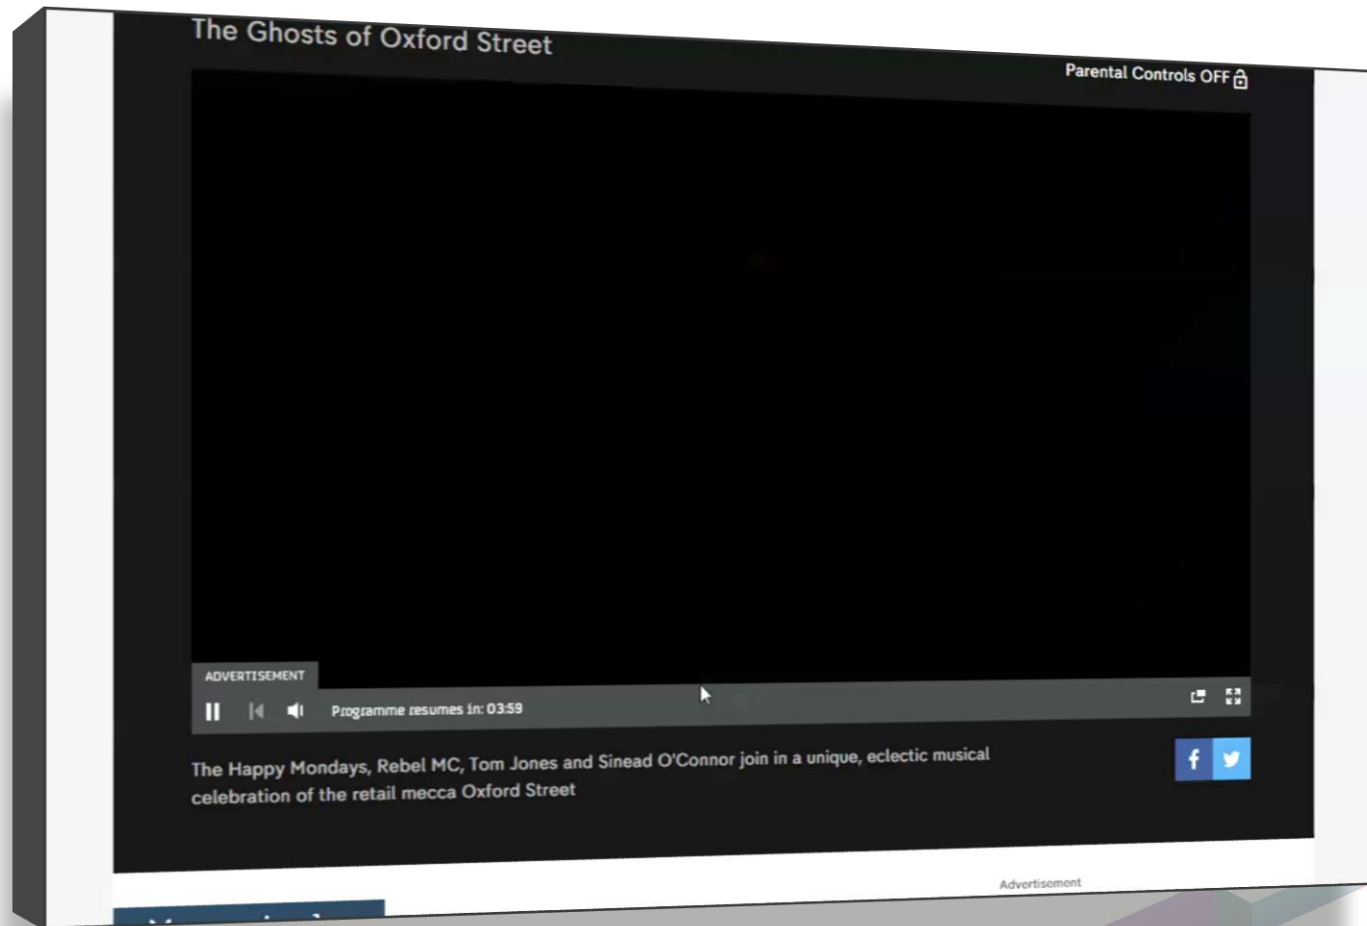 The Ghosts of Oxford Street
Parental Controls OFF
ADVERTISEMENT
Programme resumes in: 03:59
The Happy Mondays, Rebel MC, Tom Jones and Sinead O'Connor join in a unique, eclectic musical
celebration of the retail mecca Oxford Street
Advertisement